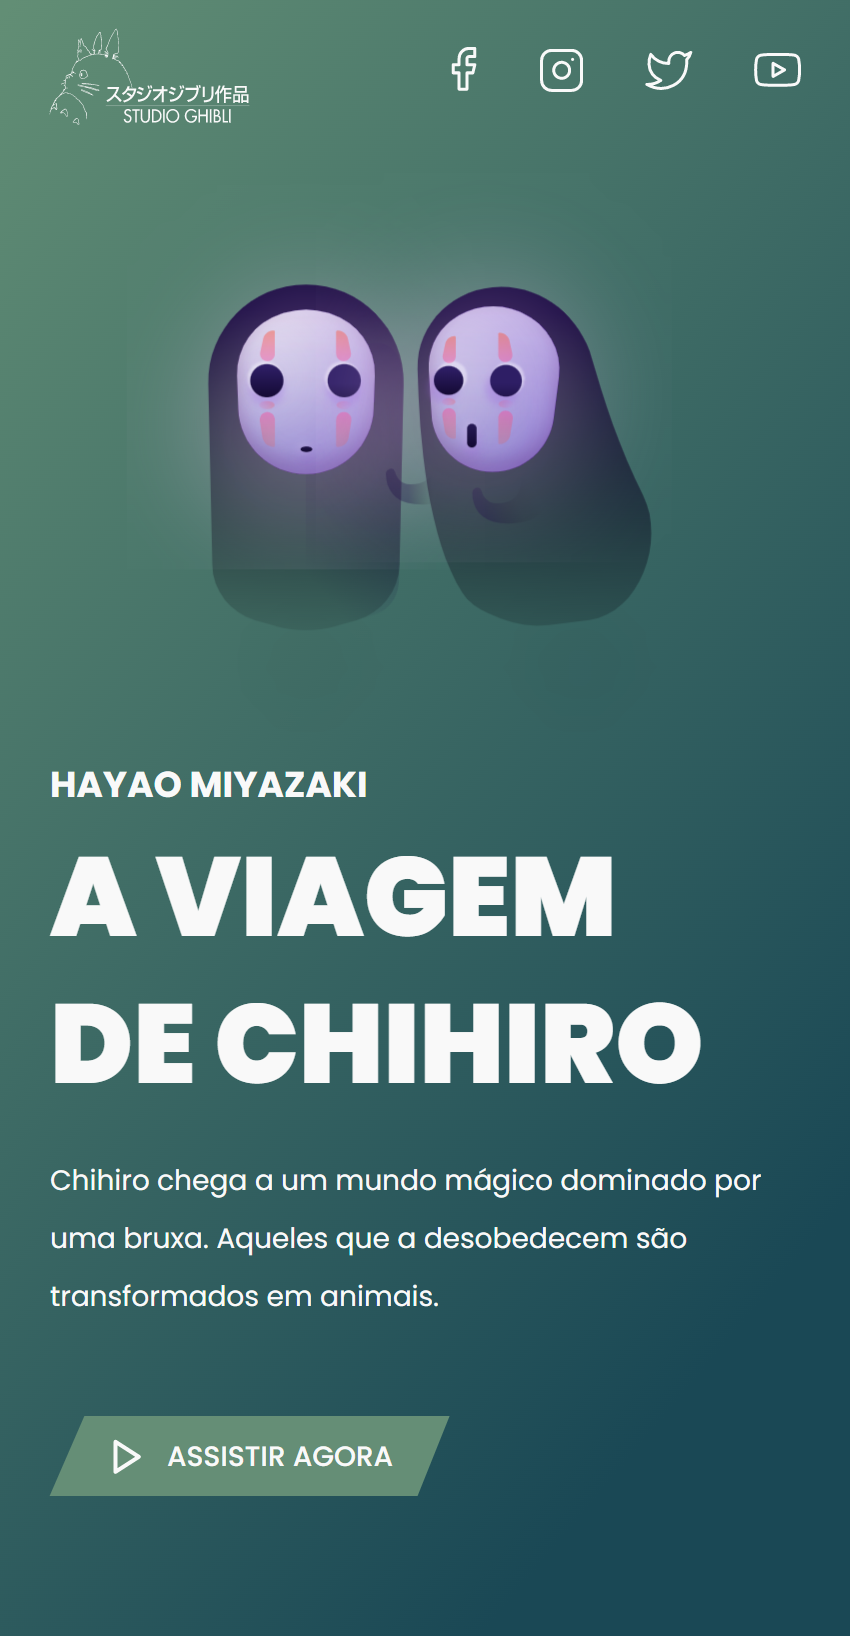 スタジオジブリ作品
STUDIO GHIBLI
HAYAO MIYAZAKI
A VIAGEM
DE CHIHIRO
Chihiro chega a um mundo mágico dominado por
uma bruxa. Aqueles que a desobedecem são
transformados em animais.
ASSISTIR AGORA